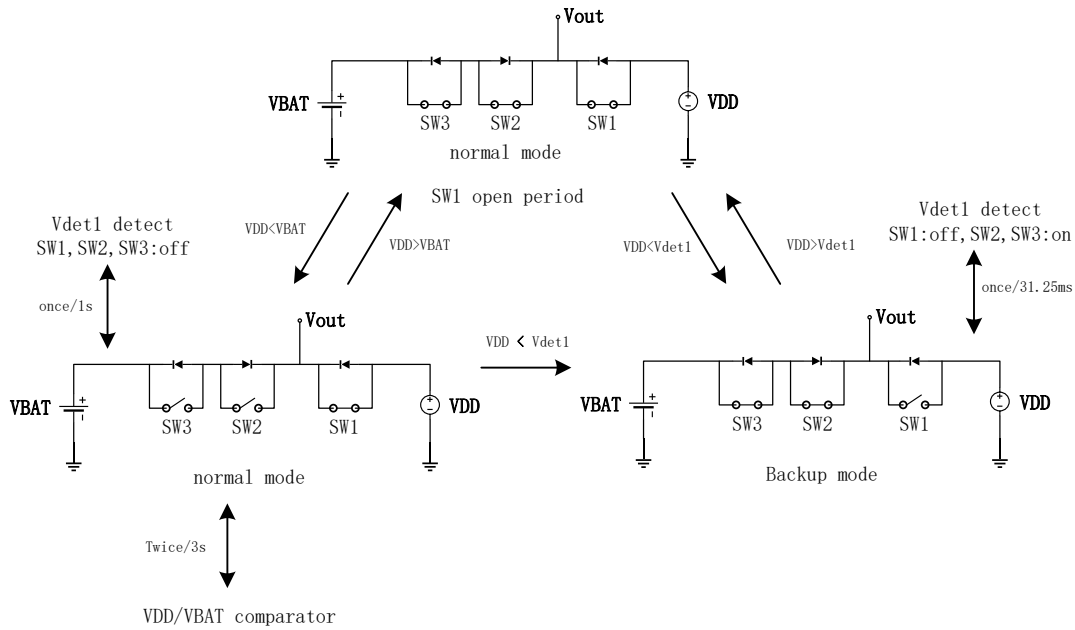 Vout
VBAT
+
-
SW3
SW2
SW1
+
-
VDD
normal mode
SW1 open period
Vdet1 detect
SW1,SW2,SW3:off
once/1s
VDD<VBAT
VDD>VBAT
VDD<Vdet1
VDD>Vdet1
Vdet1 detect
SW1:off,SW2,SW3:on
once/31.25ms
Vout
VBAT
+
-
SW3
SW2
SW1
+
-
VDD
normal mode
VDD < Vdet1
Vout
VBAT
+
-
SW3
SW2
SW1
+
-
VDD
Backup mode
Twice/3s
VDD/VBAT comparator